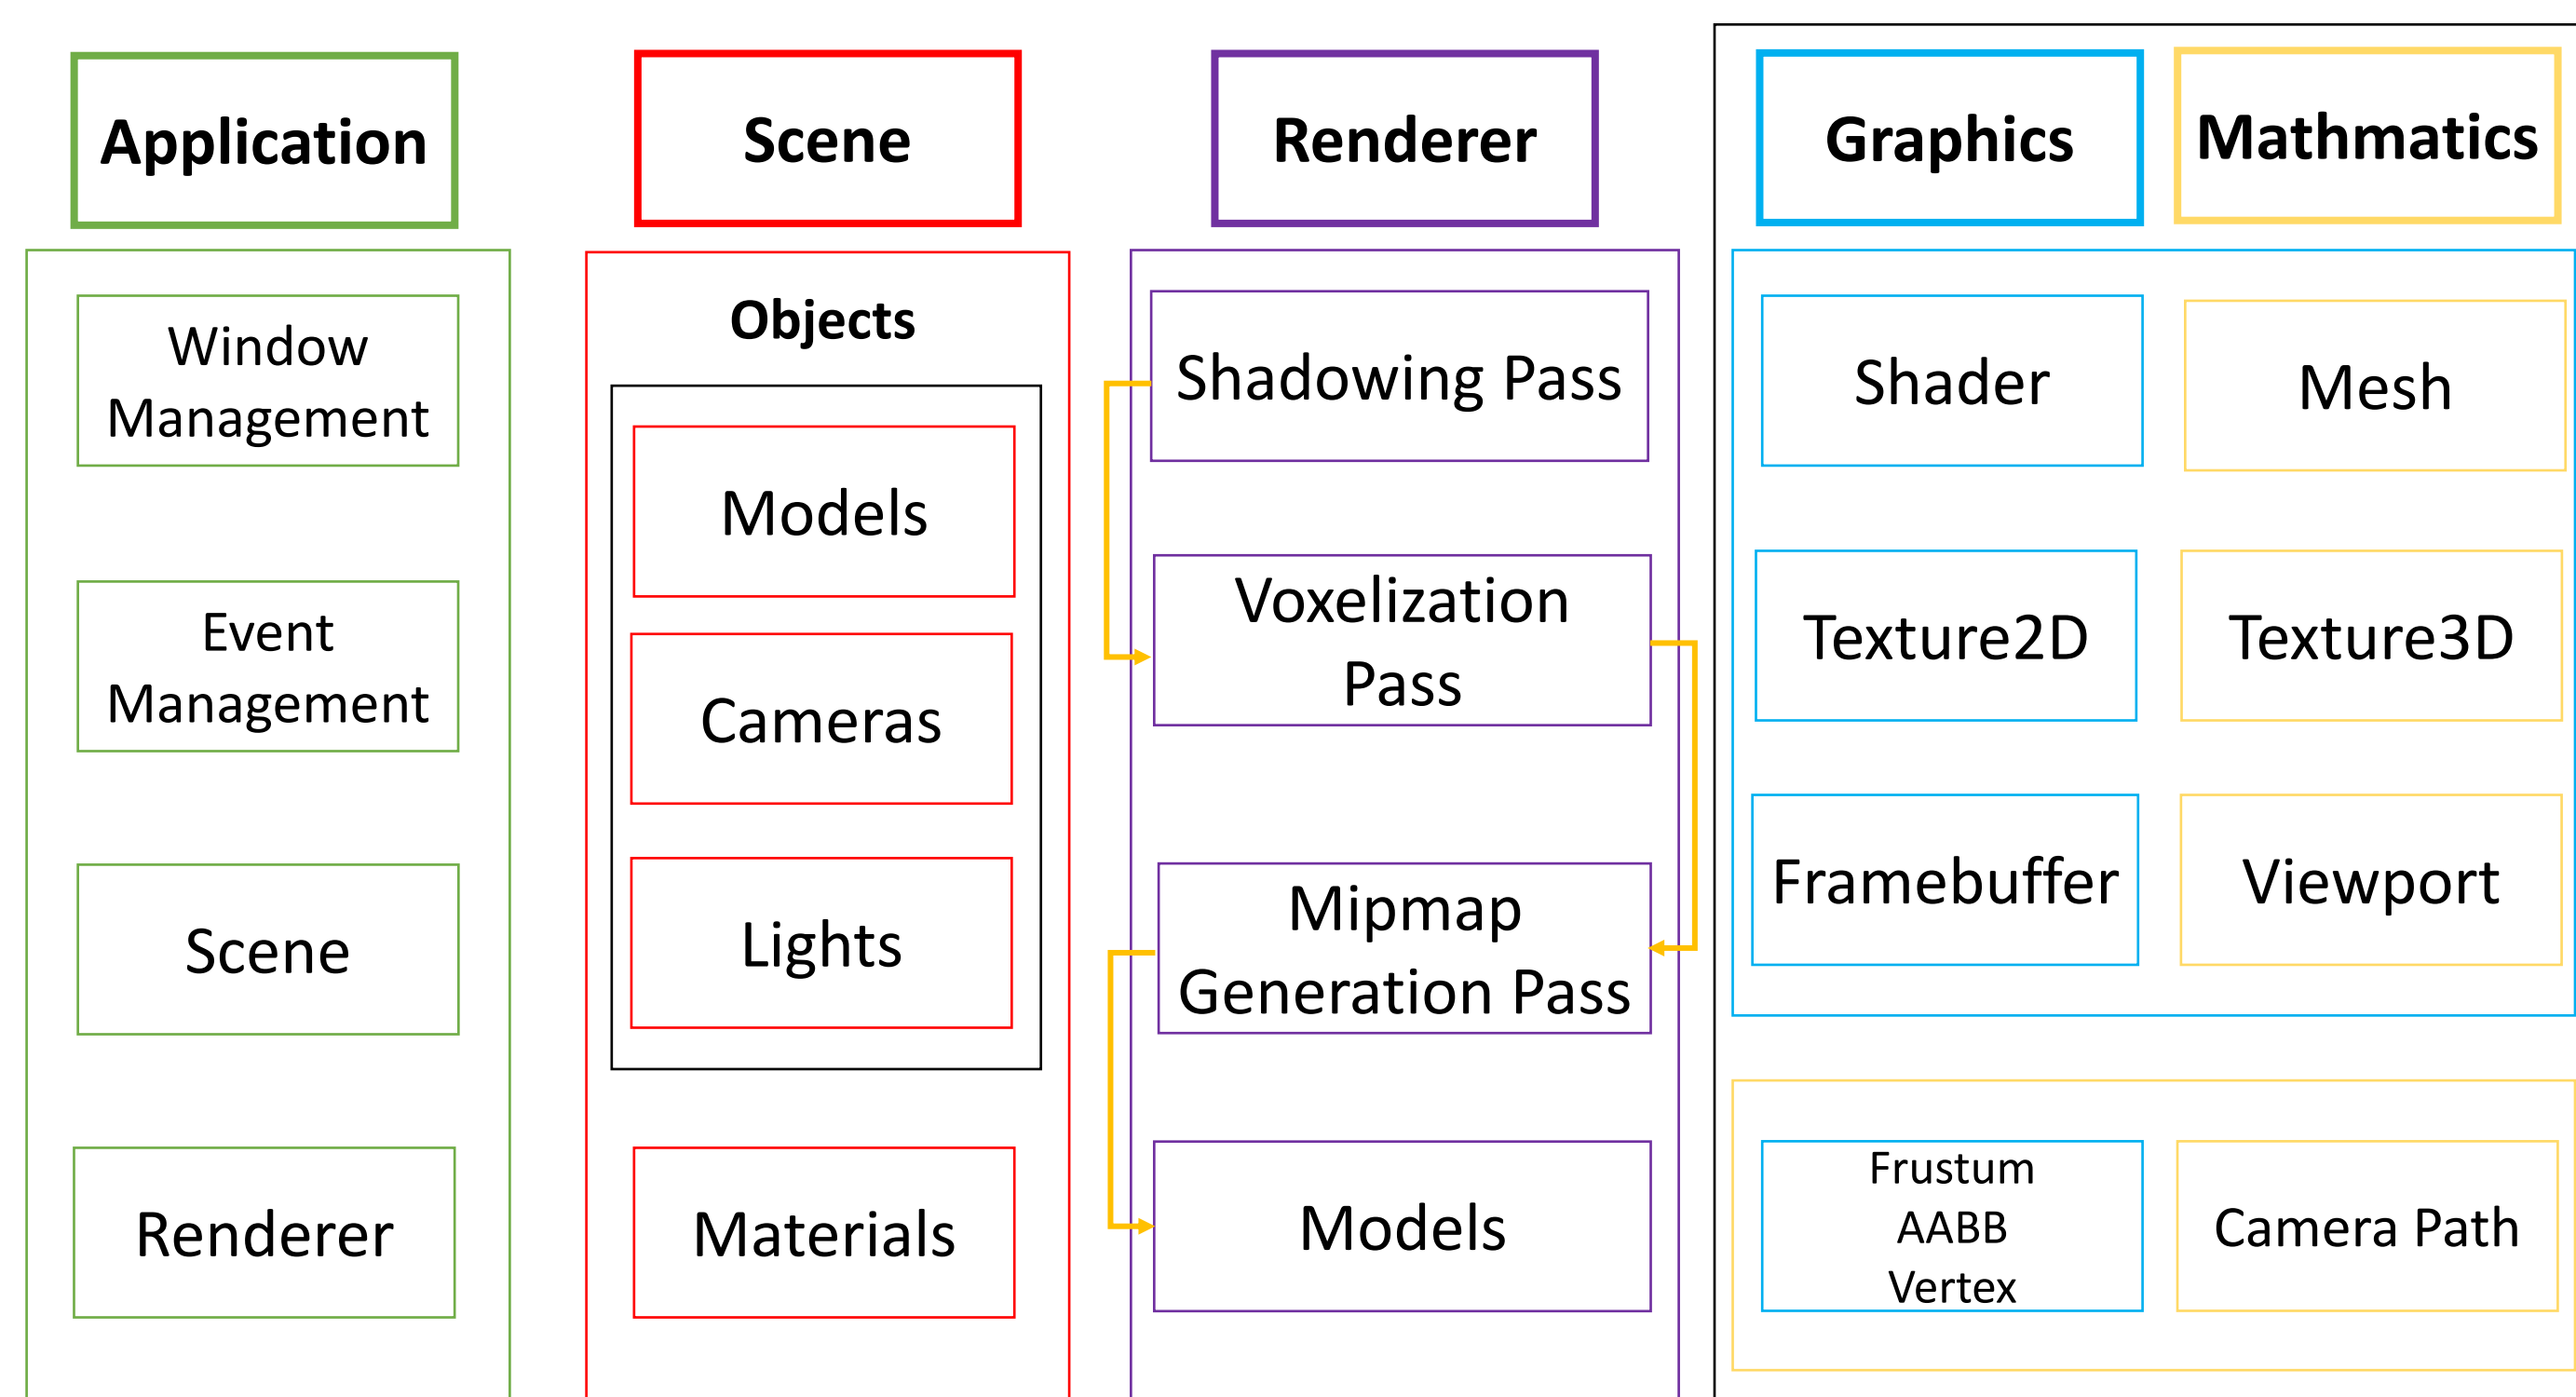 Application
Window
Management
Event
Management
Scene
Renderer
Scene
Objects
Models
Cameras
Lights
Materials
Renderer
Shadowing Pass
Voxelization
Pass
Mipmap
Generation Pass
Models
Graphics
Mathmatics
Shader
Mesh
Texture2D
Texture3D
Framebuffer
Viewport
Frustum
AABB
Vertex
Camera Path